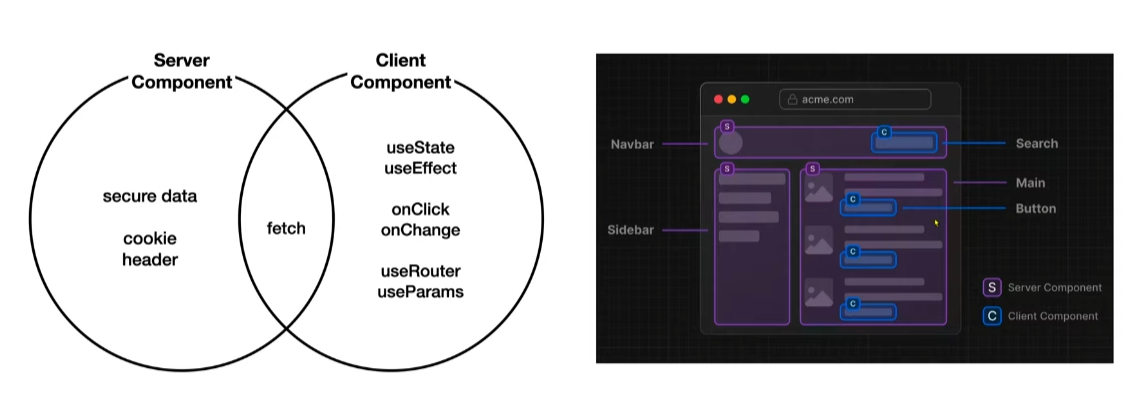 Server
Component
Client
Component
secure data
cookie
header
fetch
useState
useEffect
onClick
onChange
useRouter
useParams
acme.com
S
C
Navbar
Search
S
S
Main
C
Button
Sidebar
C
C
S Server Component
C Client Component